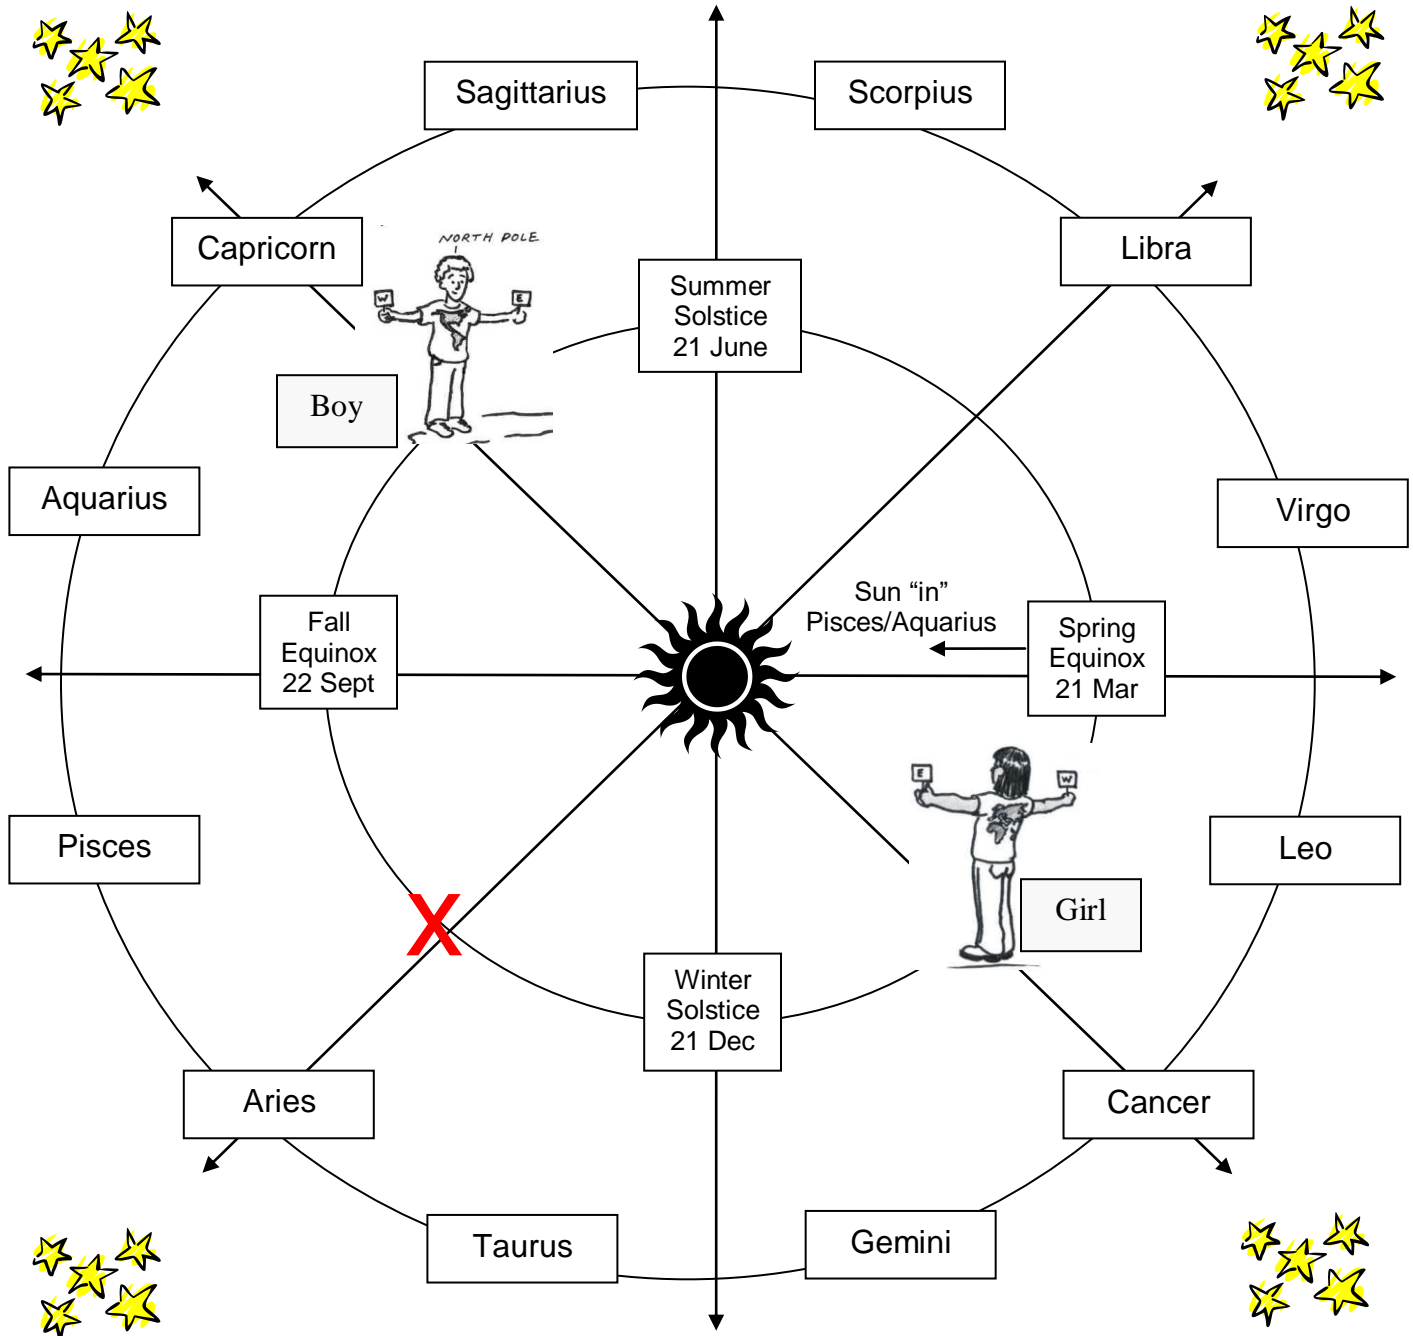 Sagittarius
Scorpius
Capricorn
NORTH POLE
Libra
W
E
Summer
Solstice
21 June
Boy
Aquarius
Virgo
Sun “in”
Pisces/Aquarius
Fall
Equinox
22 Sept
Spring
Equinox
21 Mar
E
W
Pisces
Leo
X
Girl
Winter
Solstice
21 Dec
Aries
Cancer
Taurus
Gemini